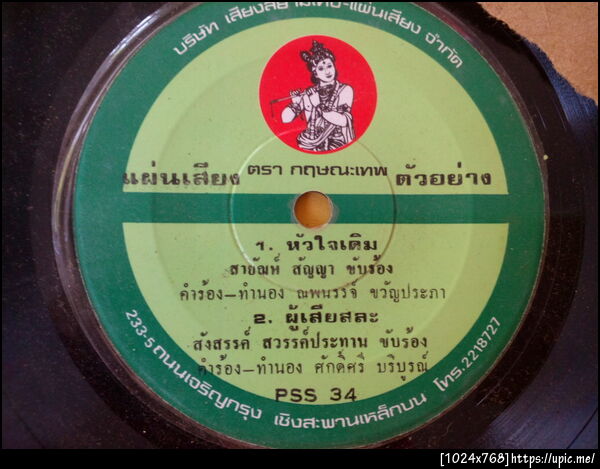 บริษัท เสียงสยามเทป-แผ่นเสียง จำกัด
แผ่นเสียง ตรา กฤษณะเทพ ตัวอย่าง
1. หัวใจเดิม
สายัณห์ สัญญา ขับร้อง
คำร้อง–ทำนอง ณพนรรจ์ ขวัญประภา
2. ผู้เสียสละ
สังสรรค์ สวรรค์ประทาน ขับร้อง
คำร้อง–ทำนอง ศักดิ์ศรี บริบูรณ์
PSS 34
233-5 ถนนเจริญกรุง เชิงสะพานเหล็กบน โทร.2218727
[1024x768]https://upic.me/